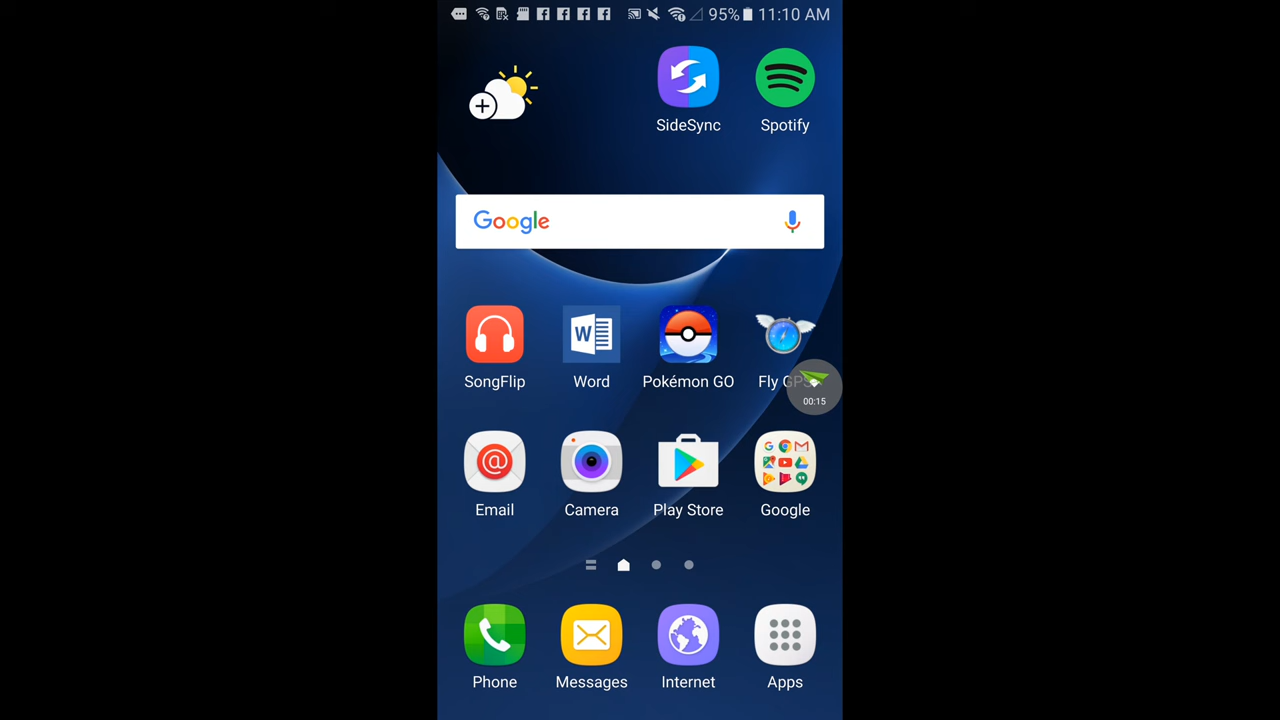 95% 11:10 AM
SideSync Spotify
Google
SongFlip Word Pokémon GO Fly GPS
00:15
Email Camera Play Store Google
Phone Messages Internet Apps